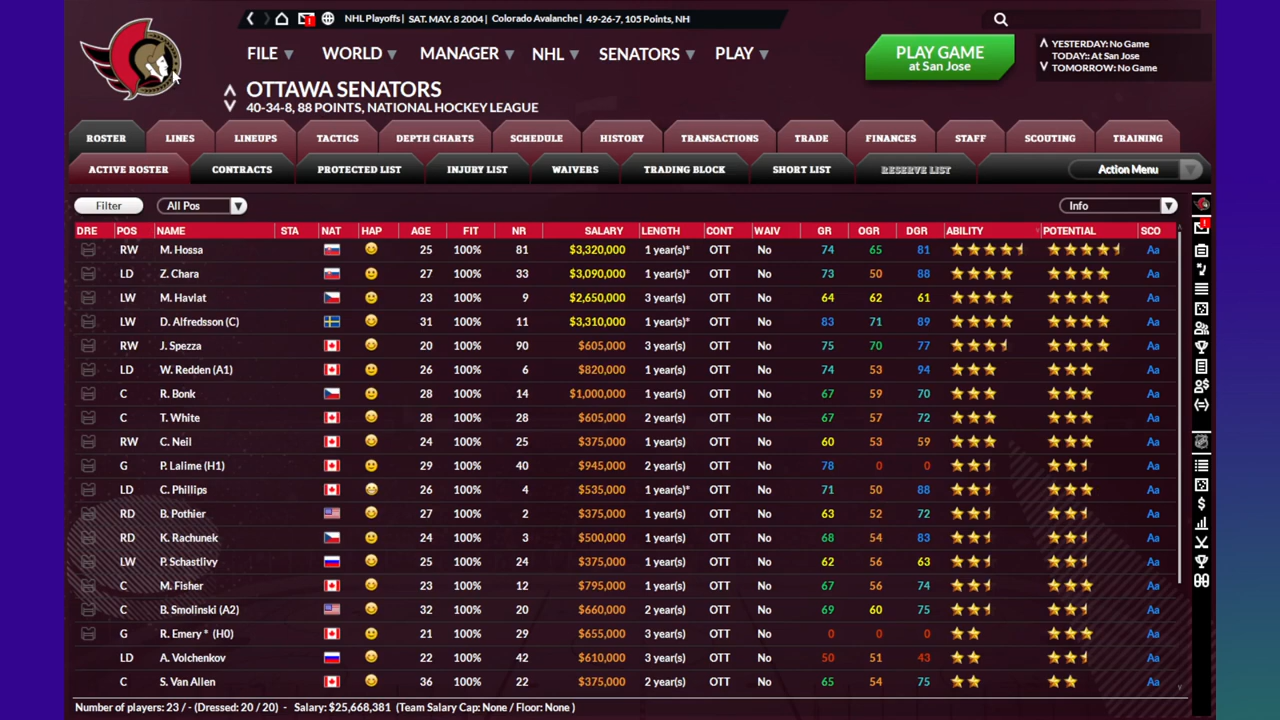 NHL Playoffs | SAT. MAY. 8 2004 | Colorado Avalanche | 49-26-7, 105 Points, NH
FILE WORLD MANAGER NHL SENATORS PLAY
PLAY GAME
at San Jose
YESTERDAY: No Game
TODAY:: At San Jose
TOMORROW: No Game
OTTAWA SENATORS
40-34-8, 88 POINTS, NATIONAL HOCKEY LEAGUE
ROSTER LINES LINEUPS TACTICS DEPTH CHARTS SCHEDULE HISTORY TRANSACTIONS TRADE FINANCES STAFF SCOUTING TRAINING
ACTIVE ROSTER CONTRACTS PROTECTED LIST INJURY LIST WAIVERS TRADING BLOCK SHORT LIST RESERVE LIST Action Menu
Filter All Pos Info
DRE POS NAME STA NAT HAP AGE FIT NR SALARY LENGTH CONT WAIV GR OGR DGR ABILITY POTENTIAL SCO
RW M. Hossa 25 100% 81 $3,320,000 1 year(s)* OTT No 74 65 81 Aa
LD Z. Chara 27 100% 33 $3,090,000 1 year(s)* OTT No 73 50 88 Aa
LW M. Havlat 23 100% 9 $2,650,000 3 year(s) OTT No 64 62 61 Aa
LW D. Alfredsson (C) 31 100% 11 $3,310,000 1 year(s)* OTT No 83 71 89 Aa
RW J. Spezza 20 100% 90 $605,000 3 year(s) OTT No 75 70 77 Aa
LD W. Redden (A1) 26 100% 6 $820,000 1 year(s) OTT No 74 53 94 Aa
C R. Bonk 28 100% 14 $1,000,000 1 year(s) OTT No 67 59 70 Aa
C T. White 28 100% 28 $605,000 2 year(s) OTT No 67 57 72 Aa
RW C. Neil 24 100% 25 $375,000 1 year(s) OTT No 60 53 59 Aa
G P. Lalime (H1) 29 100% 40 $945,000 2 year(s) OTT No 78 0 0 Aa
LD C. Phillips 26 100% 4 $535,000 1 year(s)* OTT No 71 50 88 Aa
RD B. Pothier 27 100% 2 $375,000 1 year(s) OTT No 63 52 72 Aa
RD K. Rachunek 24 100% 3 $500,000 1 year(s) OTT No 68 54 83 Aa
LW P. Schastlivy 25 100% 24 $375,000 1 year(s) OTT No 62 56 63 Aa
C M. Fisher 23 100% 12 $795,000 1 year(s) OTT No 67 56 74 Aa
C B. Smolinski (A2) 32 100% 20 $660,000 2 year(s) OTT No 69 60 75 Aa
G R. Emery * (H0) 21 100% 29 $655,000 3 year(s) OTT No 0 0 0 Aa
LD A. Volchenkov 22 100% 42 $610,000 3 year(s) OTT No 50 51 43 Aa
C S. Van Allen 36 100% 22 $375,000 2 year(s) OTT No 65 54 75 Aa
Number of players: 23 / - (Dressed: 20 / 20) - Salary: $25,668,381 (Team Salary Cap: None / Floor: None )